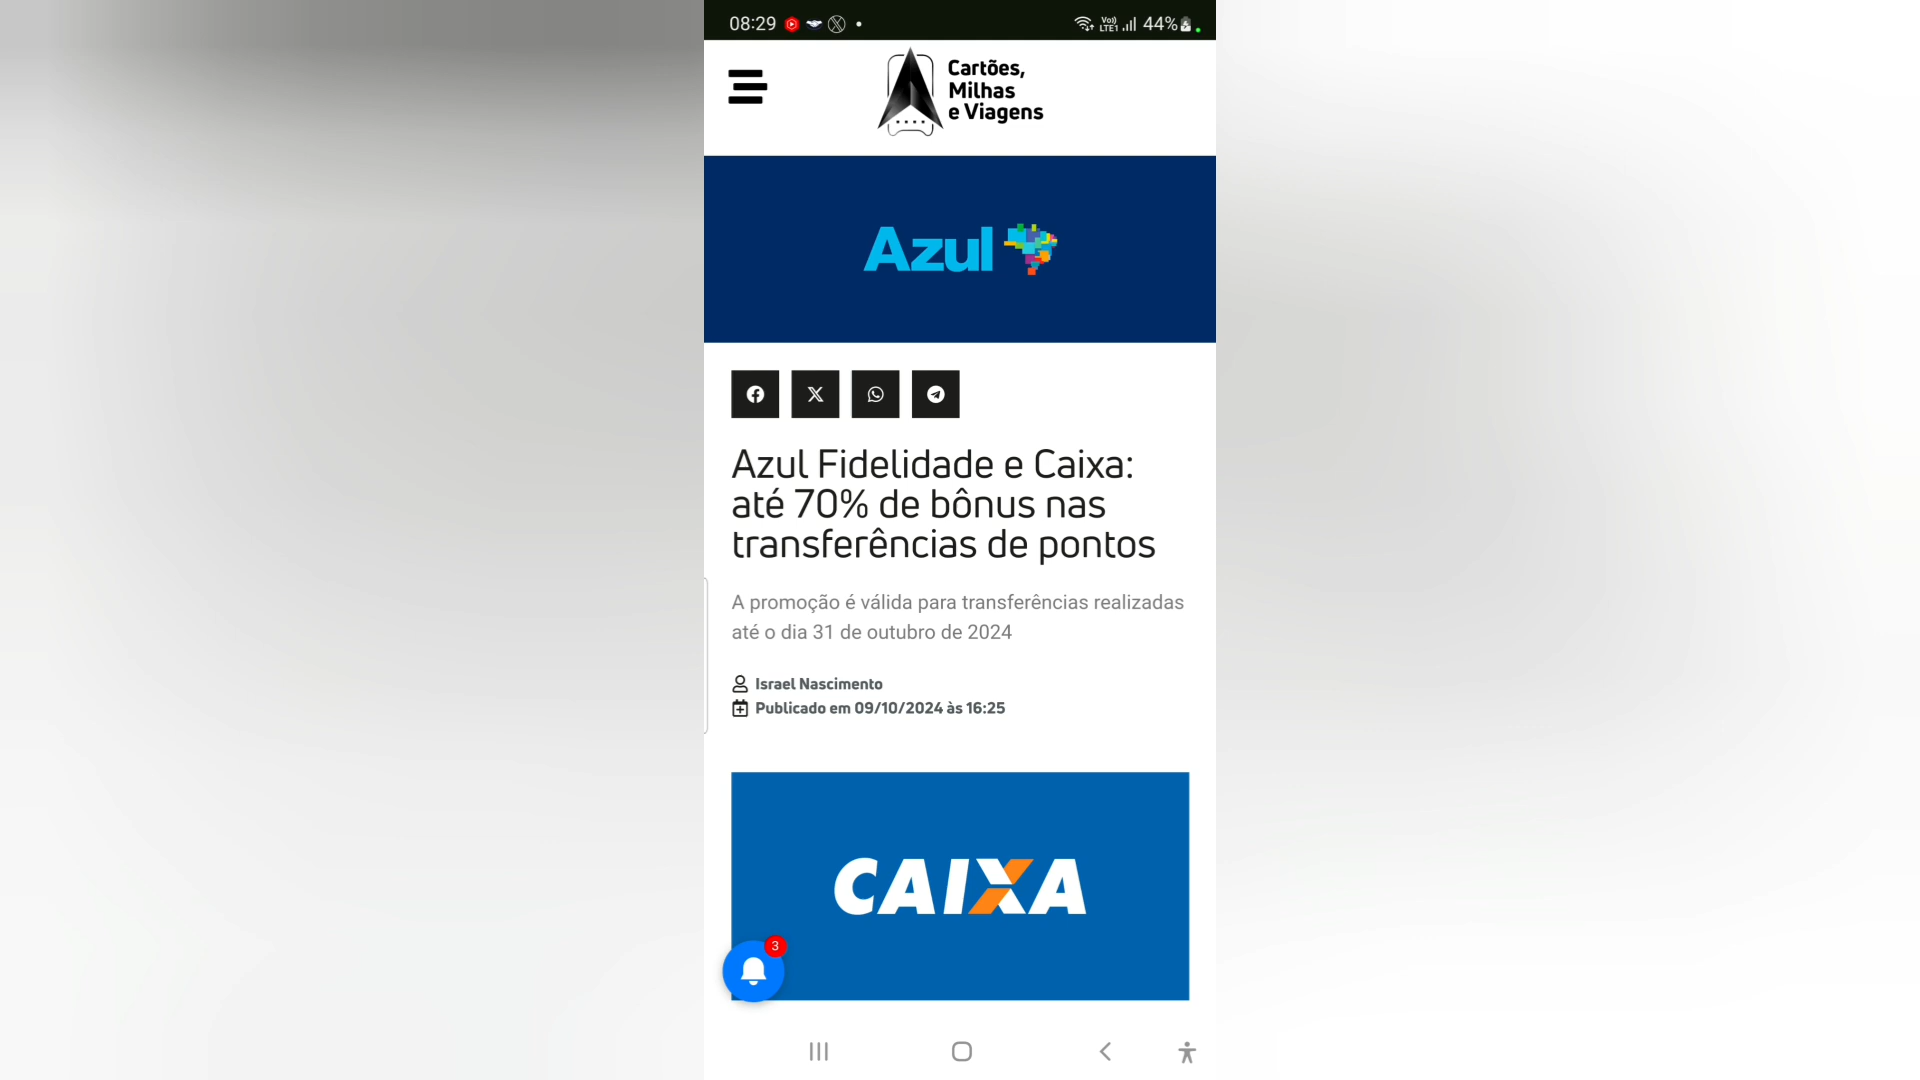 08:29
Vo))
LTE1
44%
Cartões,
Milhas
e Viagens
Azul
Azul Fidelidade e Caixa:
até 70% de bônus nas
transferências de pontos
A promoção é válida para transferências realizadas
até o dia 31 de outubro de 2024
Israel Nascimento
Publicado em 09/10/2024 às 16:25
CAIXA
3